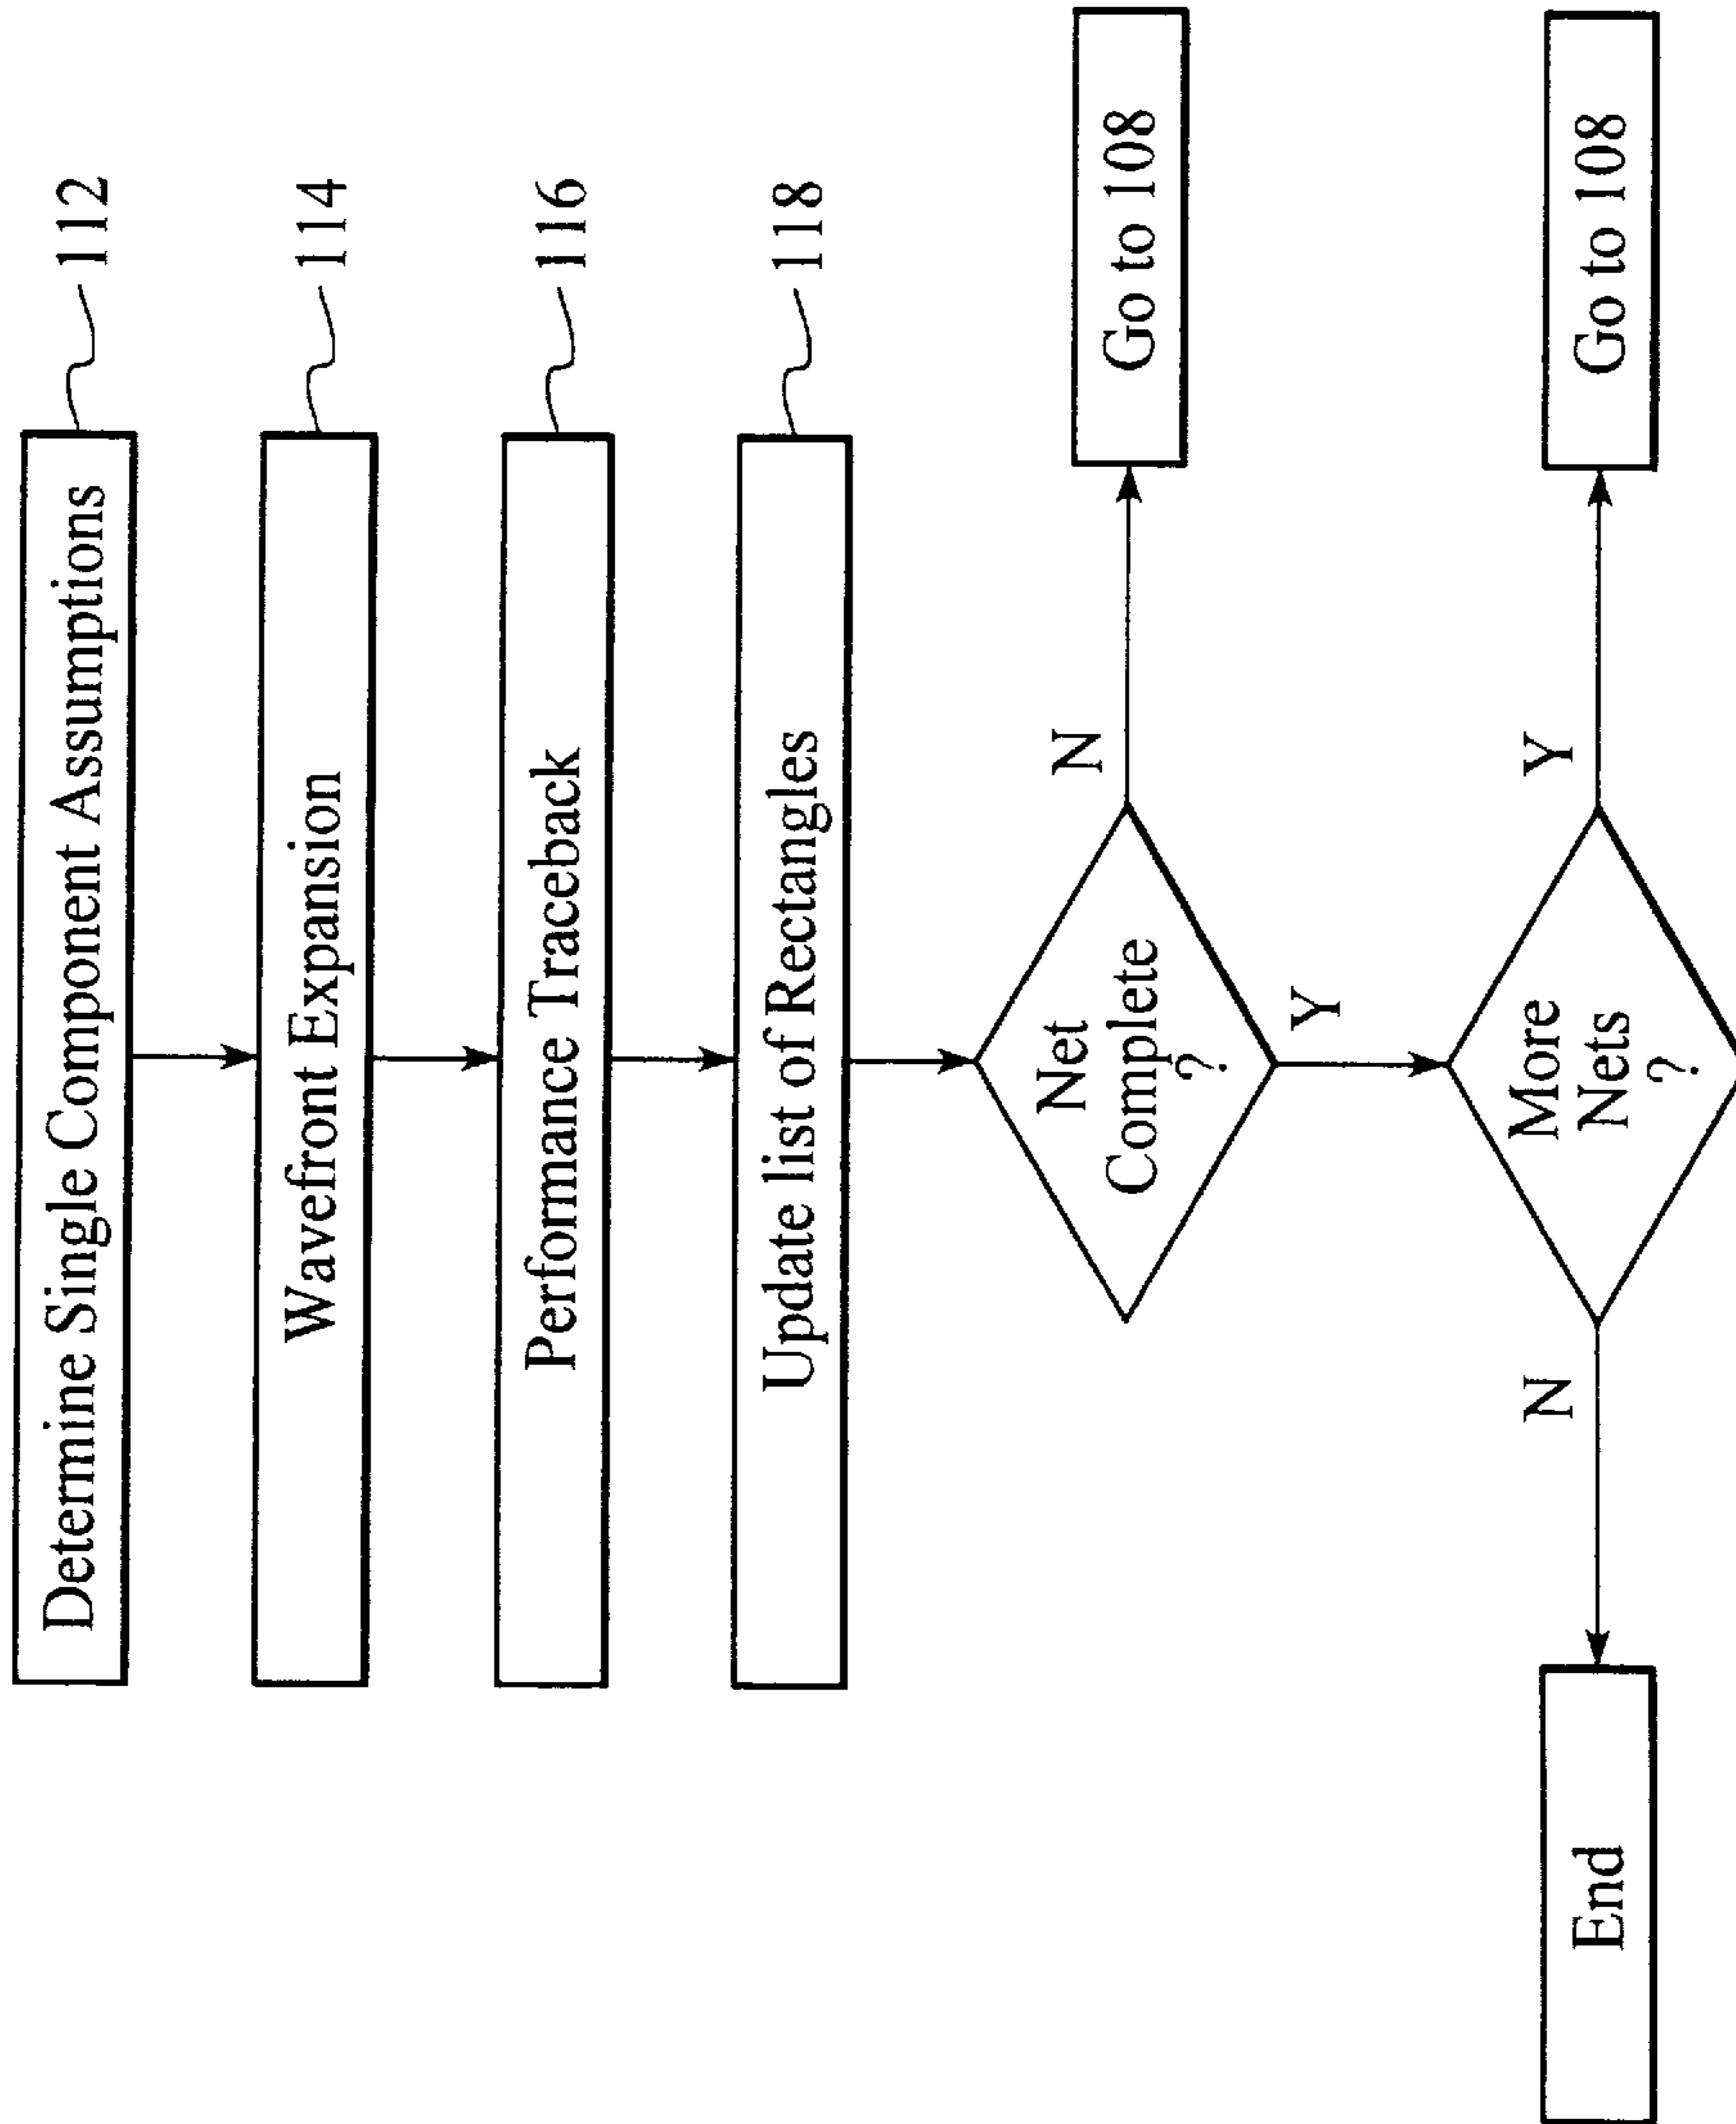 Determine Single Component Assumptions
112
Wavefront Expansion
114
Performance Traceback
116
Update list of Rectangles
118
Net
Complete
?
N
Go to 108
Y
More
Nets
?
Y
Go to 108
N
End